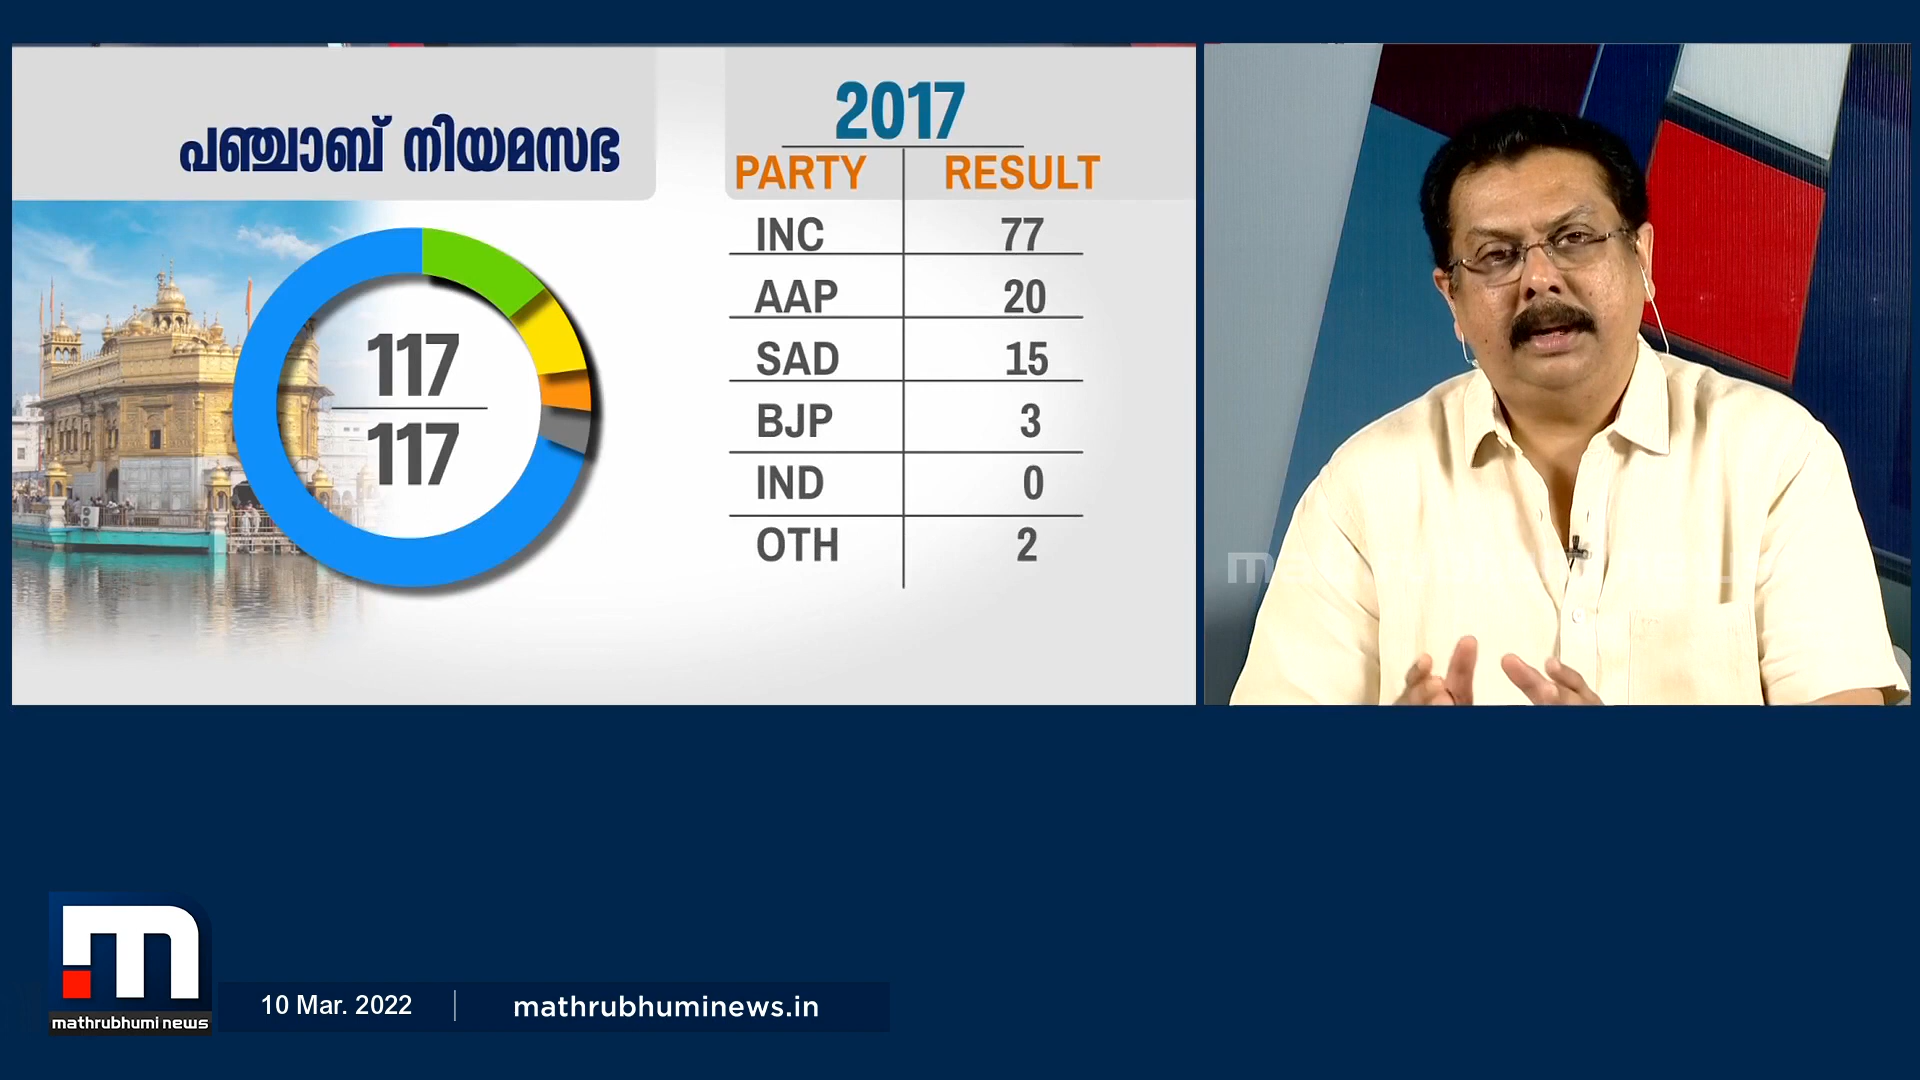 പഞ്ചാബ് നിയമസഭ
117
117
2017
PARTY RESULT
INC 77
AAP 20
SAD 15
BJP 3
IND 0
OTH 2
mathrubhumi news
10 Mar. 2022
mathrubhuminews.in